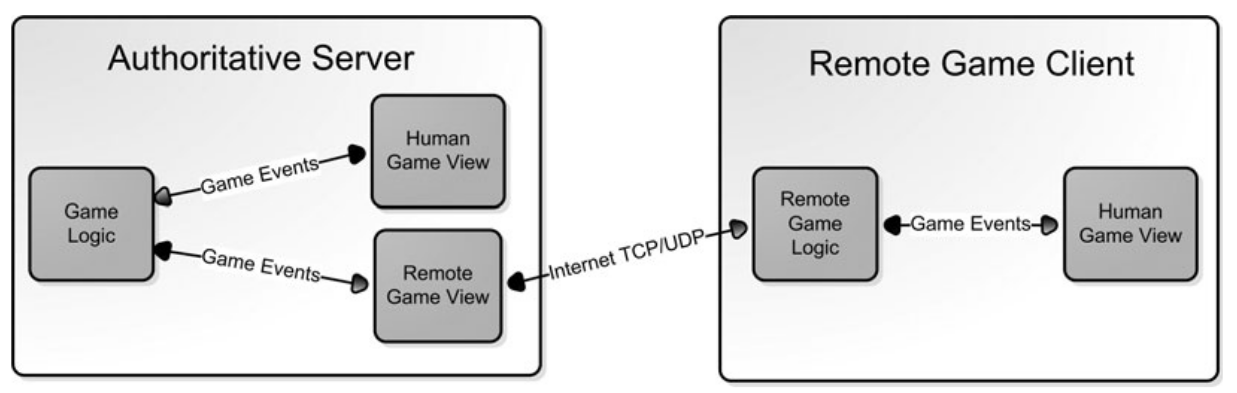 Authoritative Server
Human
Game View
Game Events
Game
Logic
Game Events
Remote
Game View
Internet TCP/UDP
Remote Game Client
Remote
Game
Logic
Game Events
Human
Game View